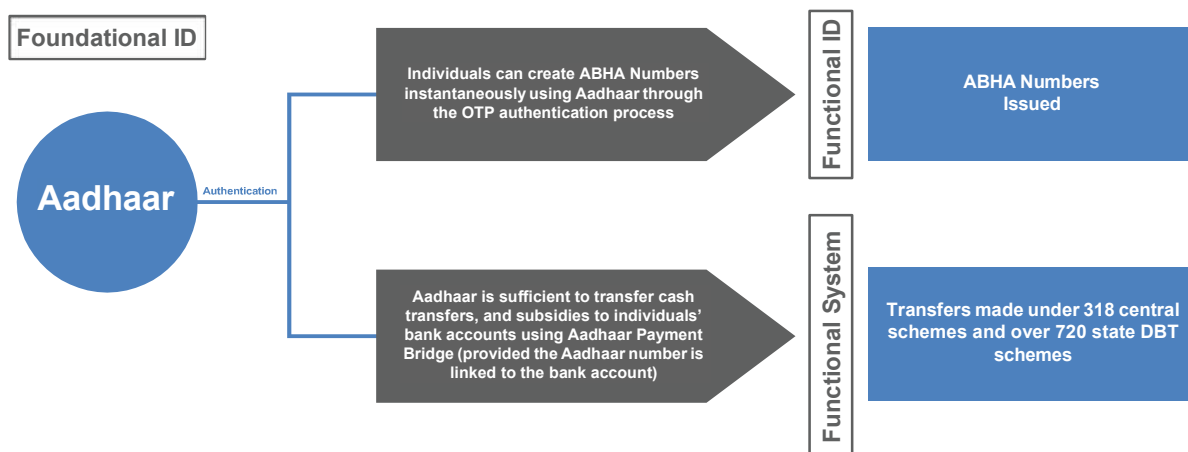 Foundational ID
Aadhaar
Authentication
Individuals can create ABHA Numbers
instantaneously using Aadhaar through
the OTP authentication process
Functional ID
ABHA Numbers
Issued
Aadhaar is sufficient to transfer cash
transfers, and subsidies to individuals’
bank accounts using Aadhaar Payment
Bridge (provided the Aadhaar number is
linked to the bank account)
Functional System
Transfers made under 318 central
schemes and over 720 state DBT
schemes